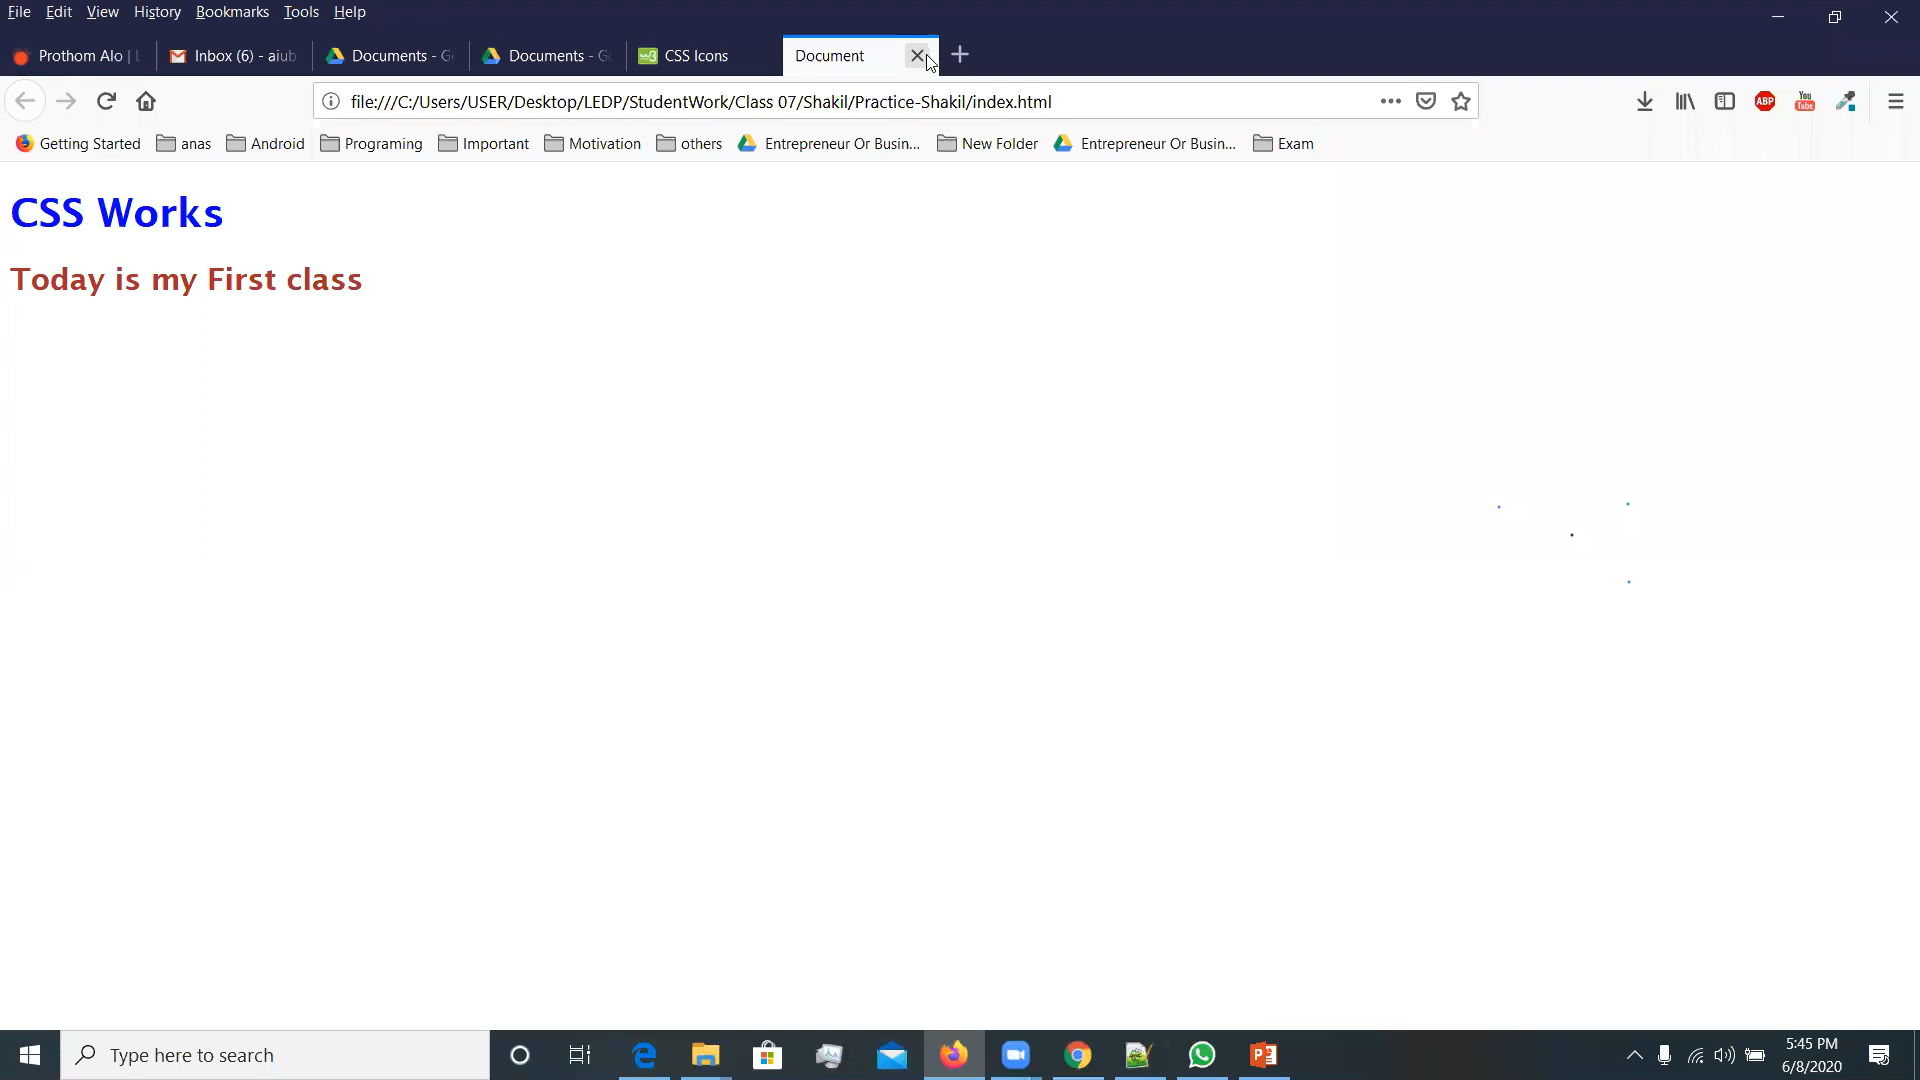 File Edit View History Bookmarks Tools Help
Prothom Alo | Inbox (6) - aiub Documents - G Documents - G CSS Icons Document
file:///C:/Users/USER/Desktop/LEDP/StudentWork/Class 07/Shakil/Practice-Shakil/index.html ABP You Tube
Getting Started anas Android Programing Important Motivation others Entrepreneur Or Busin... New Folder Entrepreneur Or Busin... Exam
CSS Works
Today is my First class
Type here to search
5:45 PM
6/8/2020